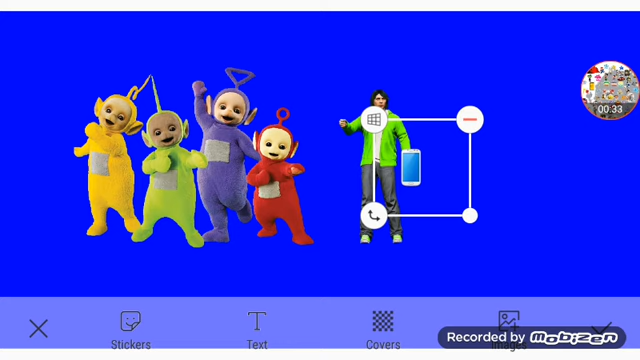 00:33
Stickers
Text
Covers
Images
Recorded by Mobizen